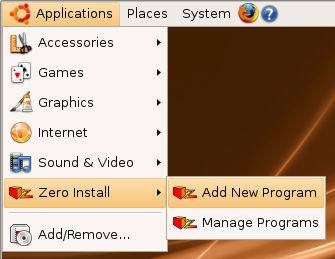 Applications Places System
Accessories
Games
Graphics
Internet
Sound & Video
Zero Install
Add New Program
Manage Programs
Add/Remove...